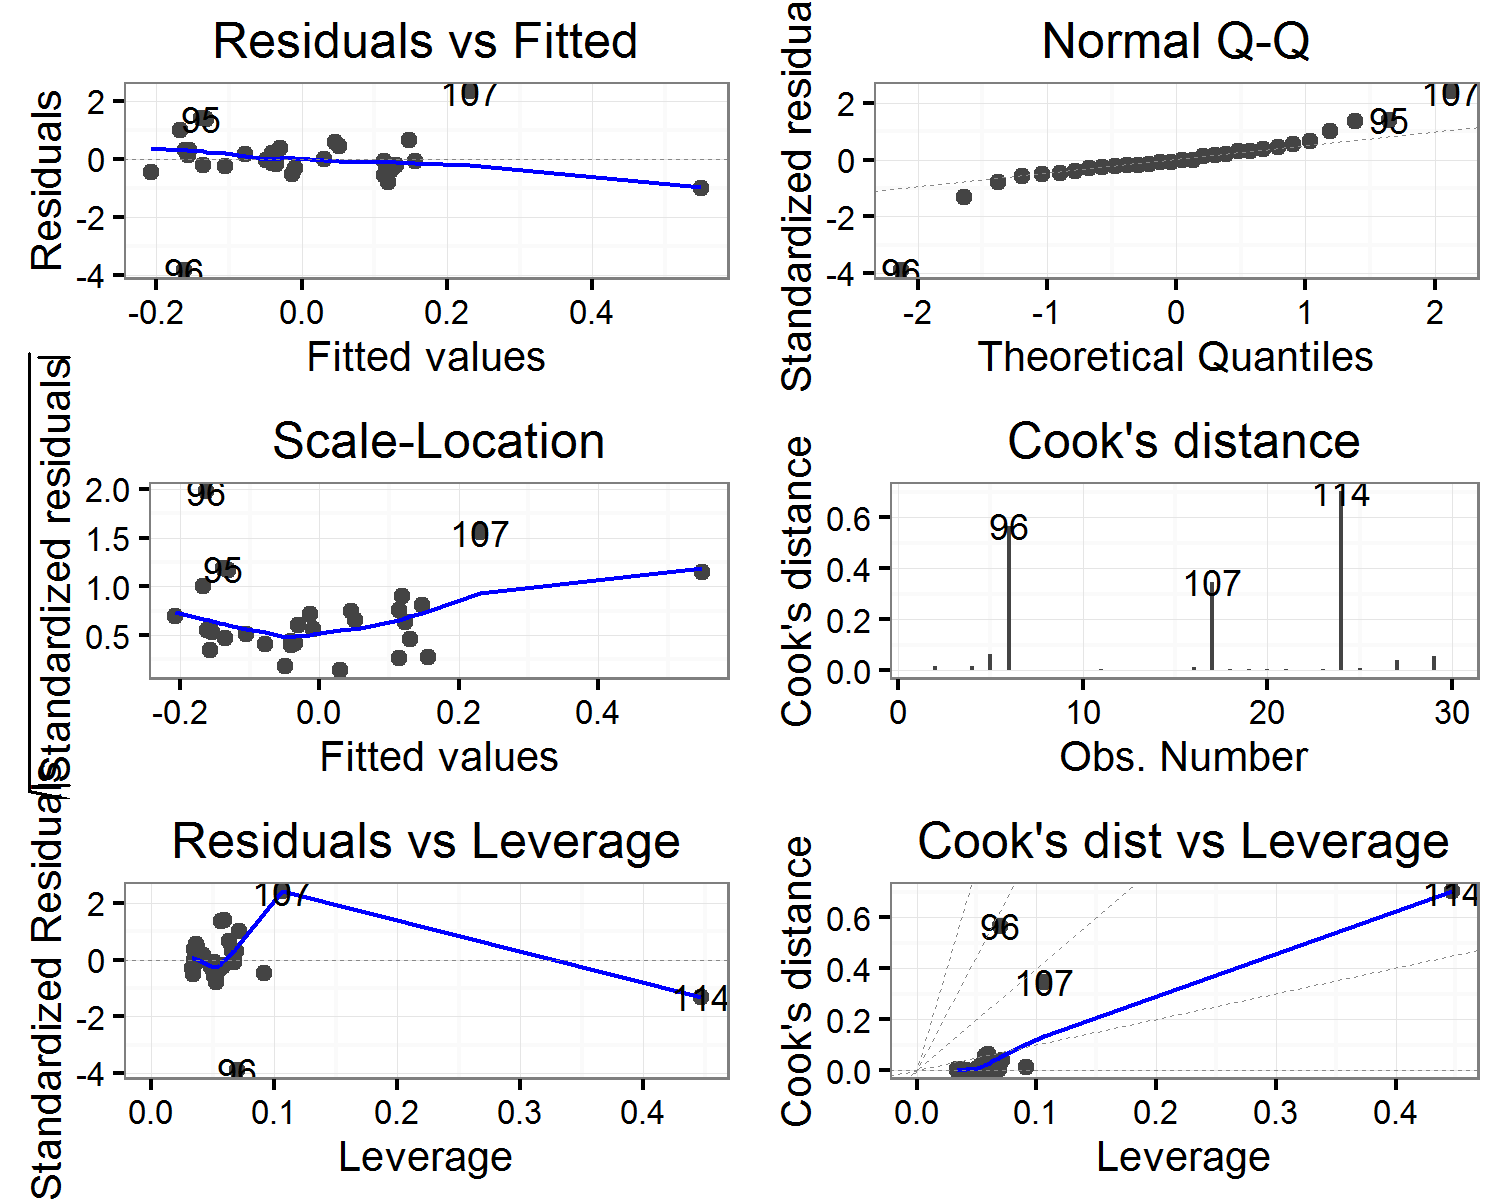 Residuals vs Fitted
Residuals
2
0
-2
-4
95
107
96
-0.2 0.0 0.2 0.4
Fitted values
Normal Q-Q
Standardized residua
2
0
-2
-4
107
95
96
-2 -1 0 1 2
Theoretical Quantiles
Scale-Location
Standardized residuals
2.0
1.5
1.0
0.5
96
107
95
-0.2 0.0 0.2 0.4
Fitted values
Cook's distance
Cook's distance
0.6
0.4
0.2
0.0
114
96
107
0 10 20 30
Obs. Number
Residuals vs Leverage
Standardized Residuals
2
0
-2
-4
107
114
96
0.0 0.1 0.2 0.3 0.4
Leverage
Cook's dist vs Leverage
Cook's distance
0.6
0.4
0.2
0.0
114
96
107
0.0 0.1 0.2 0.3 0.4
Leverage